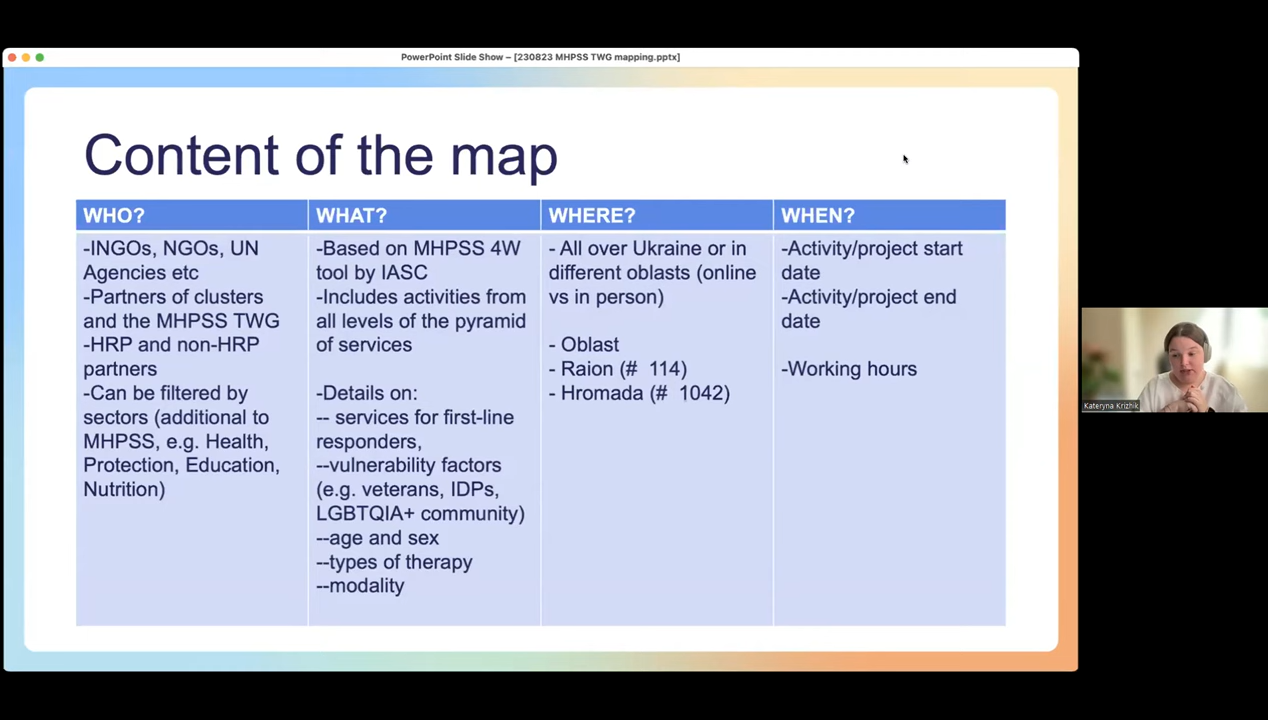 PowerPoint Slide Show – [230823 MHPSS TWG mapping.pptx]
Content of the map
WHO?
-INGOs, NGOs, UN
Agencies etc
-Partners of clusters
and the MHPSS TWG
-HRP and non-HRP
partners
-Can be filtered by
sectors (additional to
MHPSS, e.g. Health,
Protection, Education,
Nutrition)
WHAT?
-Based on MHPSS 4W
tool by IASC
-Includes activities from
all levels of the pyramid
of services
-Details on:
-- services for first-line
responders,
--vulnerability factors
(e.g. veterans, IDPs,
LGBTQIA+ community)
--age and sex
--types of therapy
--modality
WHERE?
- All over Ukraine or in
different oblasts (online
vs in person)
- Oblast
- Raion (# 114)
- Hromada (# 1042)
WHEN?
-Activity/project start
date
-Activity/project end
date
-Working hours
Kateryna Krizhik